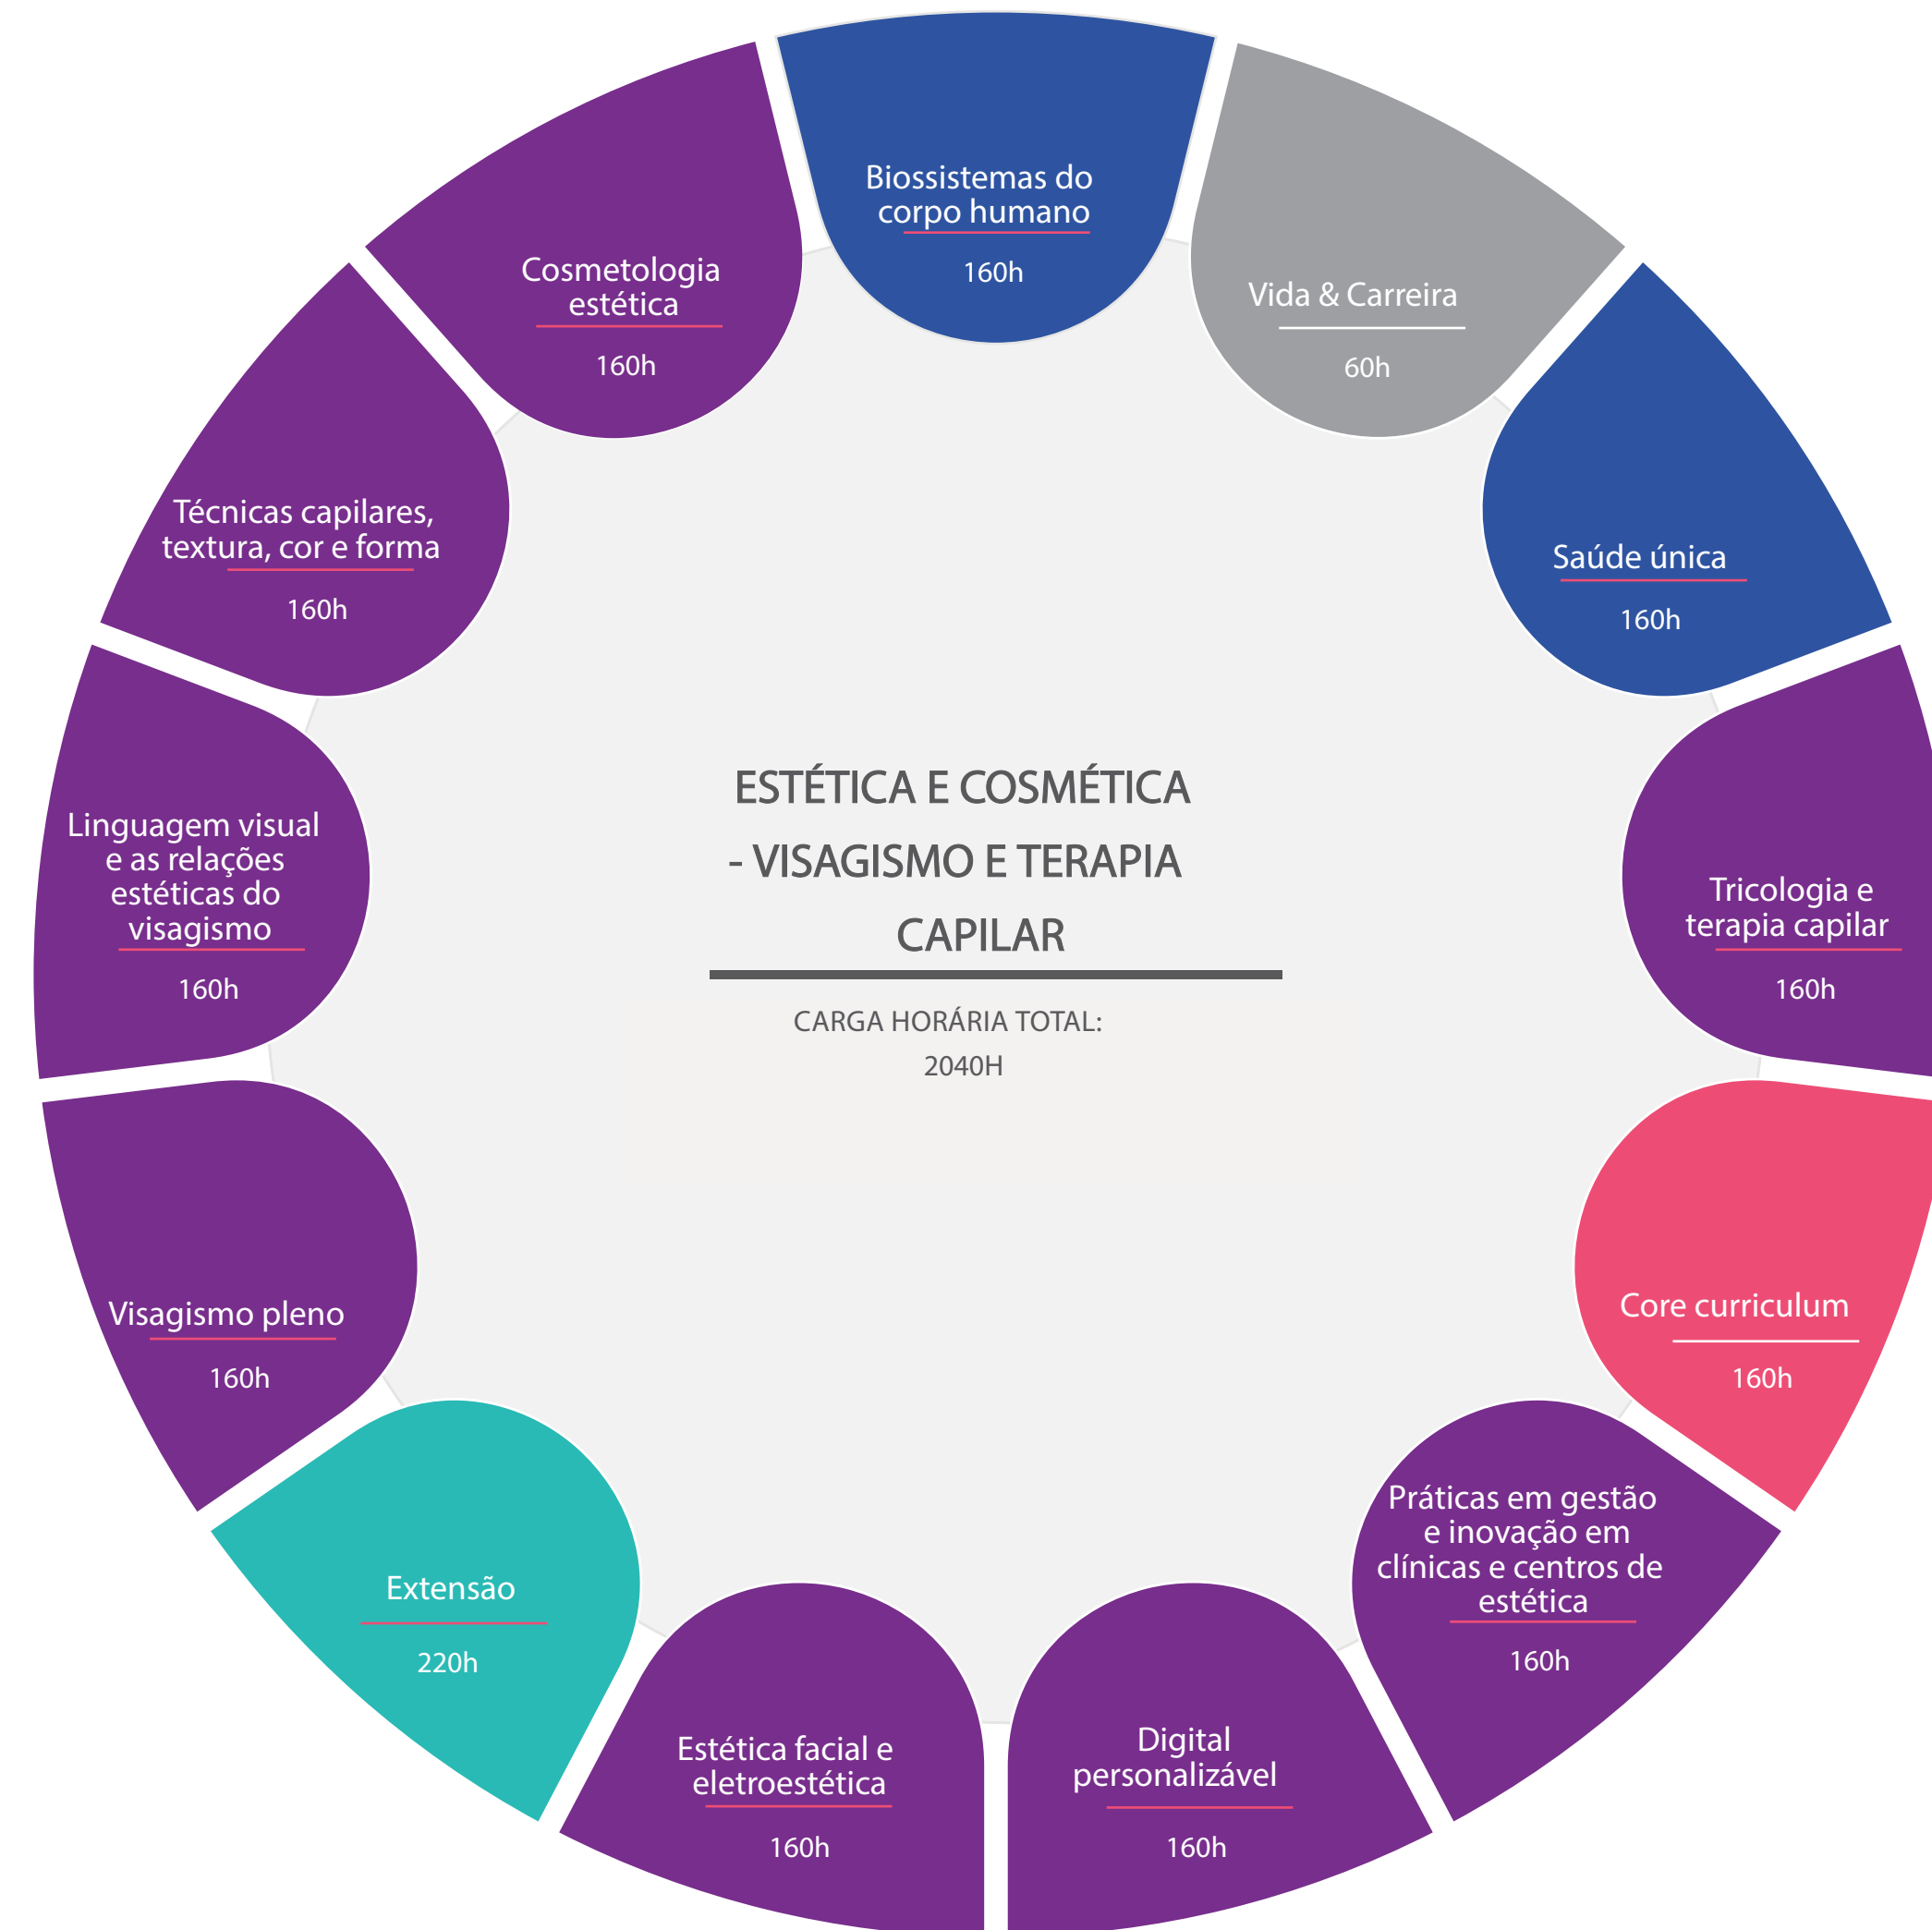 Biossistemas do
corpo humano
160h
Vida & Carreira
60h
Saúde única
160h
Tricologia e
terapia capilar
160h
Core curriculum
160h
Práticas em gestão
e inovação em
clínicas e centros de
estética
160h
Digital
personalizável
160h
Estética facial e
eletroestética
160h
Extensão
220h
Visagismo pleno
160h
Linguagem visual
e as relações
estéticas do
visagismo
160h
Técnicas capilares,
textura, cor e forma
160h
Cosmetologia
estética
160h
ESTÉTICA E COSMÉTICA
- VISAGISMO E TERAPIA
CAPILAR
CARGA HORÁRIA TOTAL:
2040H